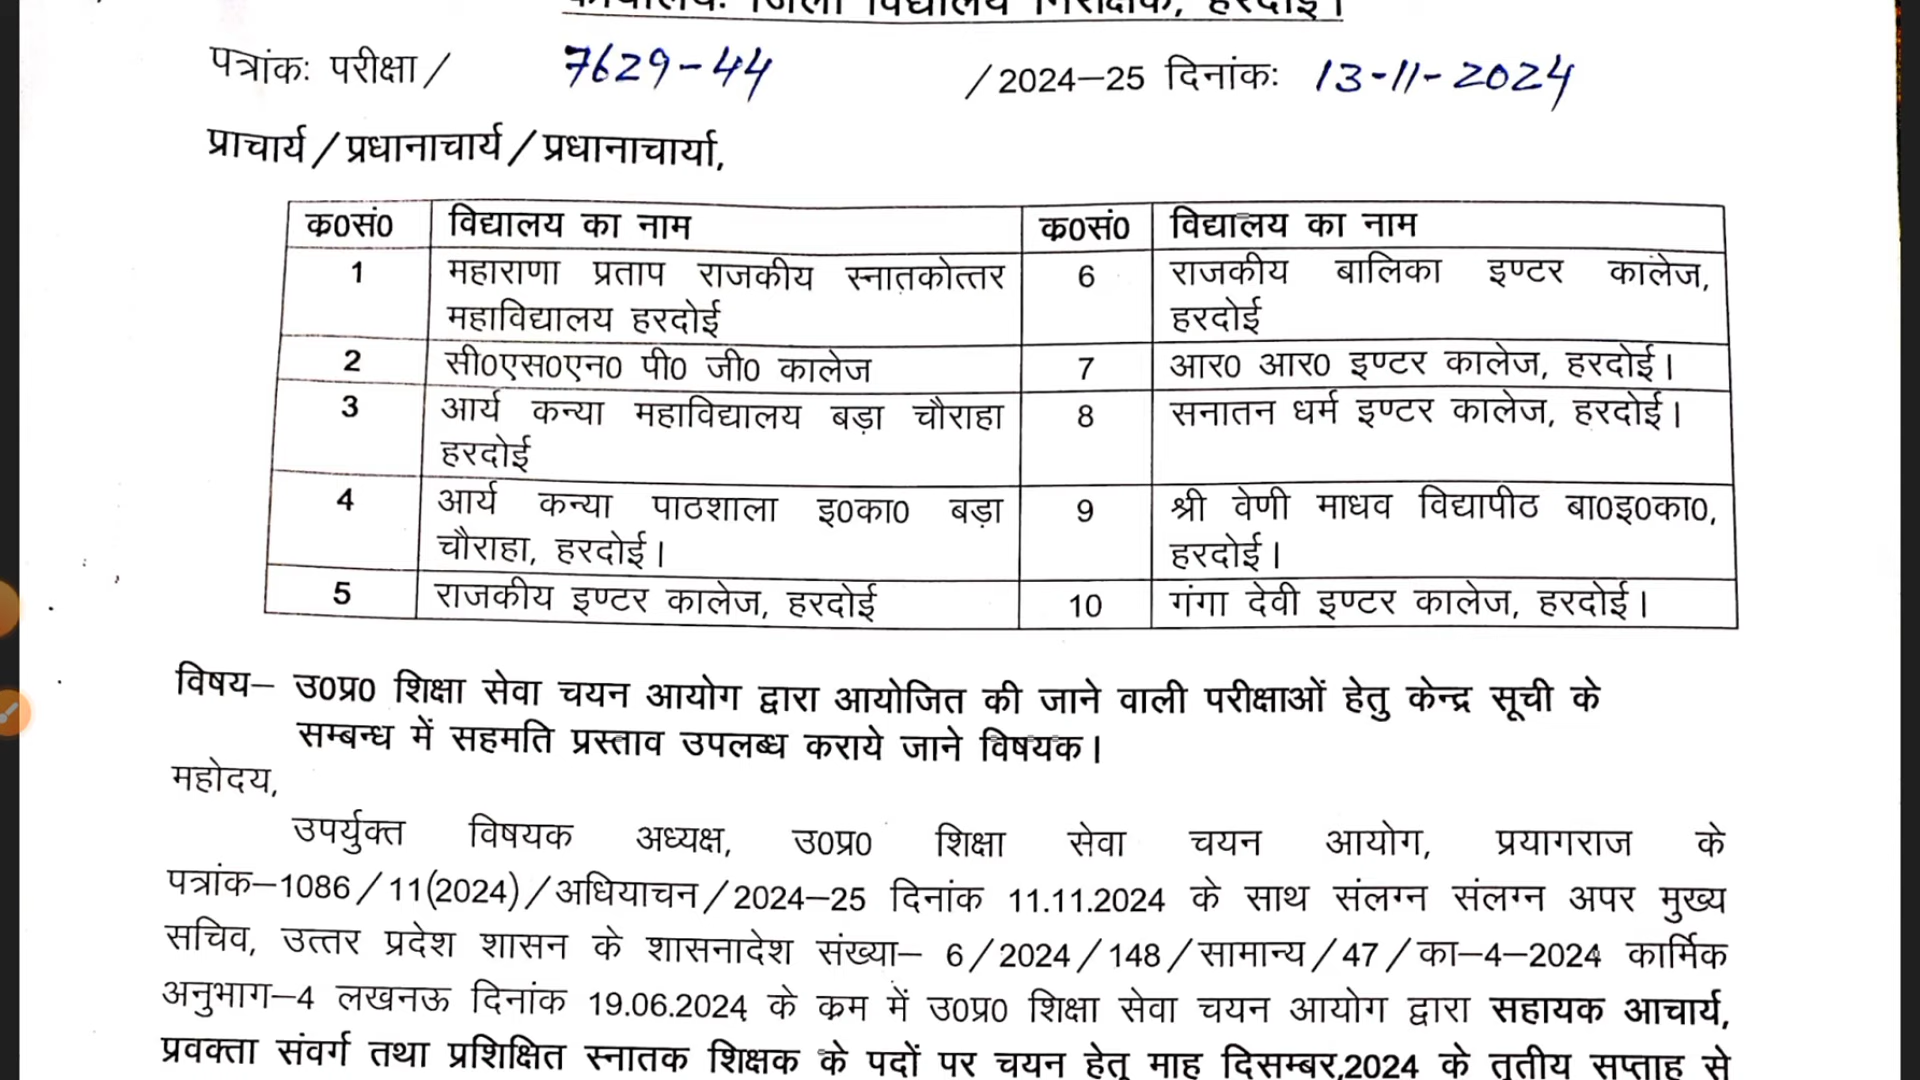 कार्यालयः जिला विद्यालय निरीक्षक, हरदोई।
पत्रांकः परीक्षा / 7629-44 / 2024–25 दिनांकः 13-11-2024
प्राचार्य / प्रधानाचार्य / प्रधानाचार्या,
क0सं0 विद्यालय का नाम क0सं0 विद्यालय का नाम
1 महाराणा प्रताप राजकीय स्नातकोत्तर 6 राजकीय बालिका इण्टर कालेज,
महाविद्यालय हरदोई हरदोई
2 सी0एस0एन0 पी0 जी0 कालेज 7 आर0 आर0 इण्टर कालेज, हरदोई।
3 आर्य कन्या महाविद्यालय बड़ा चौराहा 8 सनातन धर्म इण्टर कालेज, हरदोई।
हरदोई
4 आर्य कन्या पाठशाला इ0का0 बड़ा 9 श्री वेणी माधव विद्यापीठ बा0इ0का0,
चौराहा, हरदोई। हरदोई।
5 राजकीय इण्टर कालेज, हरदोई 10 गंगा देवी इण्टर कालेज, हरदोई।
विषय– उ0प्र0 शिक्षा सेवा चयन आयोग द्वारा आयोजित की जाने वाली परीक्षाओं हेतु केन्द्र सूची के
सम्बन्ध में सहमति प्रस्ताव उपलब्ध कराये जाने विषयक।
महोदय,
उपर्युक्त विषयक अध्यक्ष, उ0प्र0 शिक्षा सेवा चयन आयोग, प्रयागराज के
पत्रांक–1086 / 11(2024) / अधियाचन / 2024–25 दिनांक 11.11.2024 के साथ संलग्न संलग्न अपर मुख्य
सचिव, उत्तर प्रदेश शासन के शासनादेश संख्या– 6 / 2024 / 148 / सामान्य / 47 / का–4–2024 कार्मिक
अनुभाग–4 लखनऊ दिनांक 19.06.2024 के क्रम में उ0प्र0 शिक्षा सेवा चयन आयोग द्वारा सहायक आचार्य,
प्रवक्ता संवर्ग तथा प्रशिक्षित स्नातक शिक्षक के पदों पर चयन हेतु माह दिसम्बर,2024 के तृतीय सप्ताह से